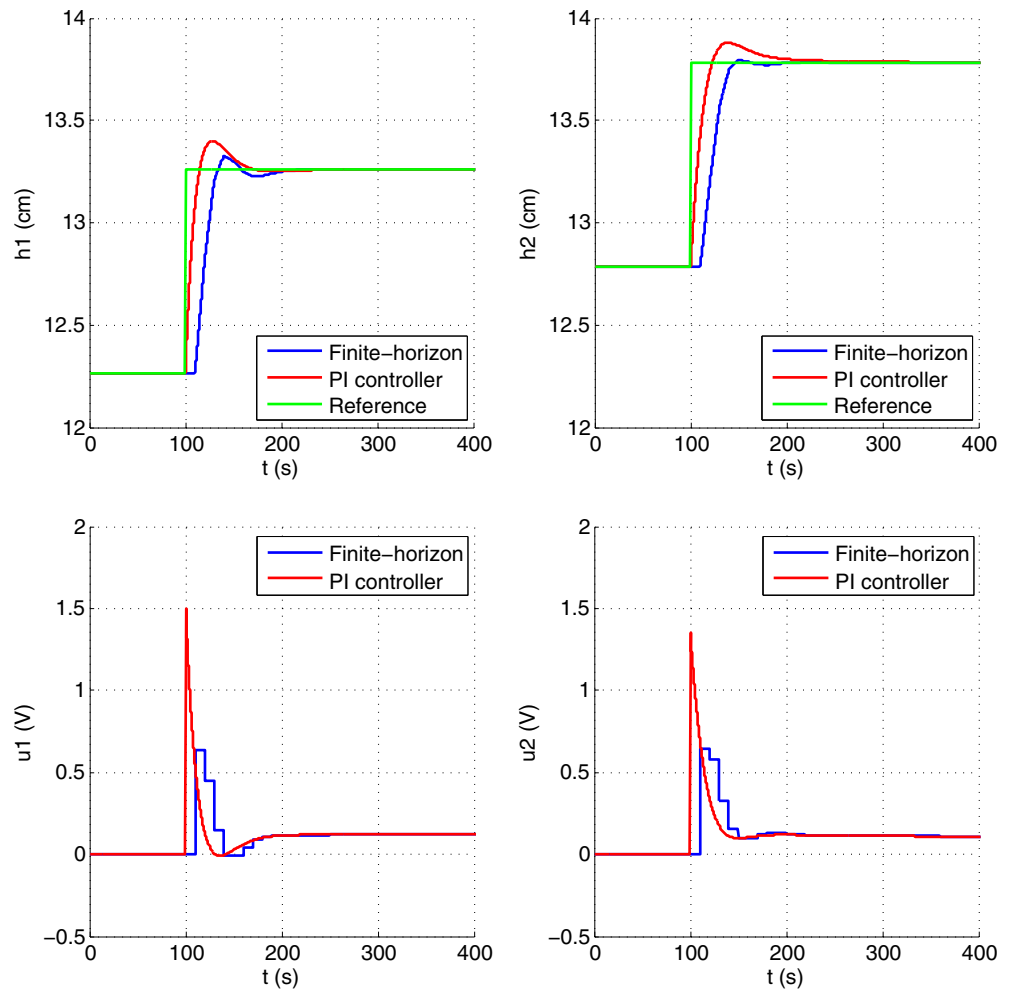 14
13.5
13
12.5
12
h1 (cm)
0
100
200
300
400
t (s)
Finite−horizon
PI controller
Reference
14
13.5
13
12.5
12
h2 (cm)
0
100
200
300
400
t (s)
Finite−horizon
PI controller
Reference
2
1.5
1
0.5
0
−0.5
u1 (V)
0
100
200
300
400
t (s)
Finite−horizon
PI controller
2
1.5
1
0.5
0
−0.5
u2 (V)
0
100
200
300
400
t (s)
Finite−horizon
PI controller